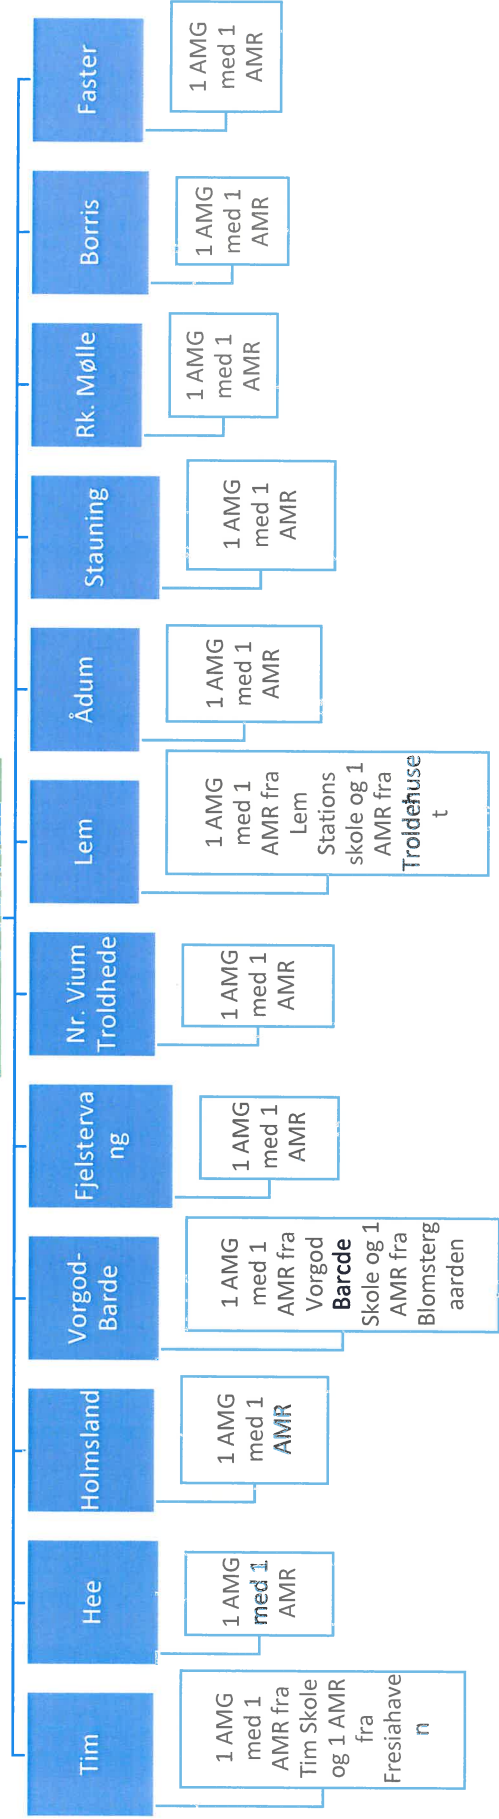 Tim
1 AMG
med 1
AMR fra
Tim Skole
og 1 AMR
fra
Fresiahave
n
Hee
1 AMG
med 1
AMR
Holmsland
1 AMG
med 1
AMR
Vorgod-
Barde
1 AMG
med 1
AMR fra
Vorgod
Barcde
Skole og 1
AMR fra
Blomsterg
aarden
Fjelsterva
ng
1 AMG
med 1
AMR
Nr. Vium
Troldhede
1 AMG
med 1
AMR
Lem
1 AMG
med 1
AMR fra
Lem
Stations
skole og 1
AMR fra
Troldehuse
t
Ådum
1 AMG
med 1
AMR
Stauning
1 AMG
med 1
AMR
Rk. Mølle
1 AMG
med 1
AMR
Borris
1 AMG
med 1
AMR
Faster
1 AMG
med 1
AMR